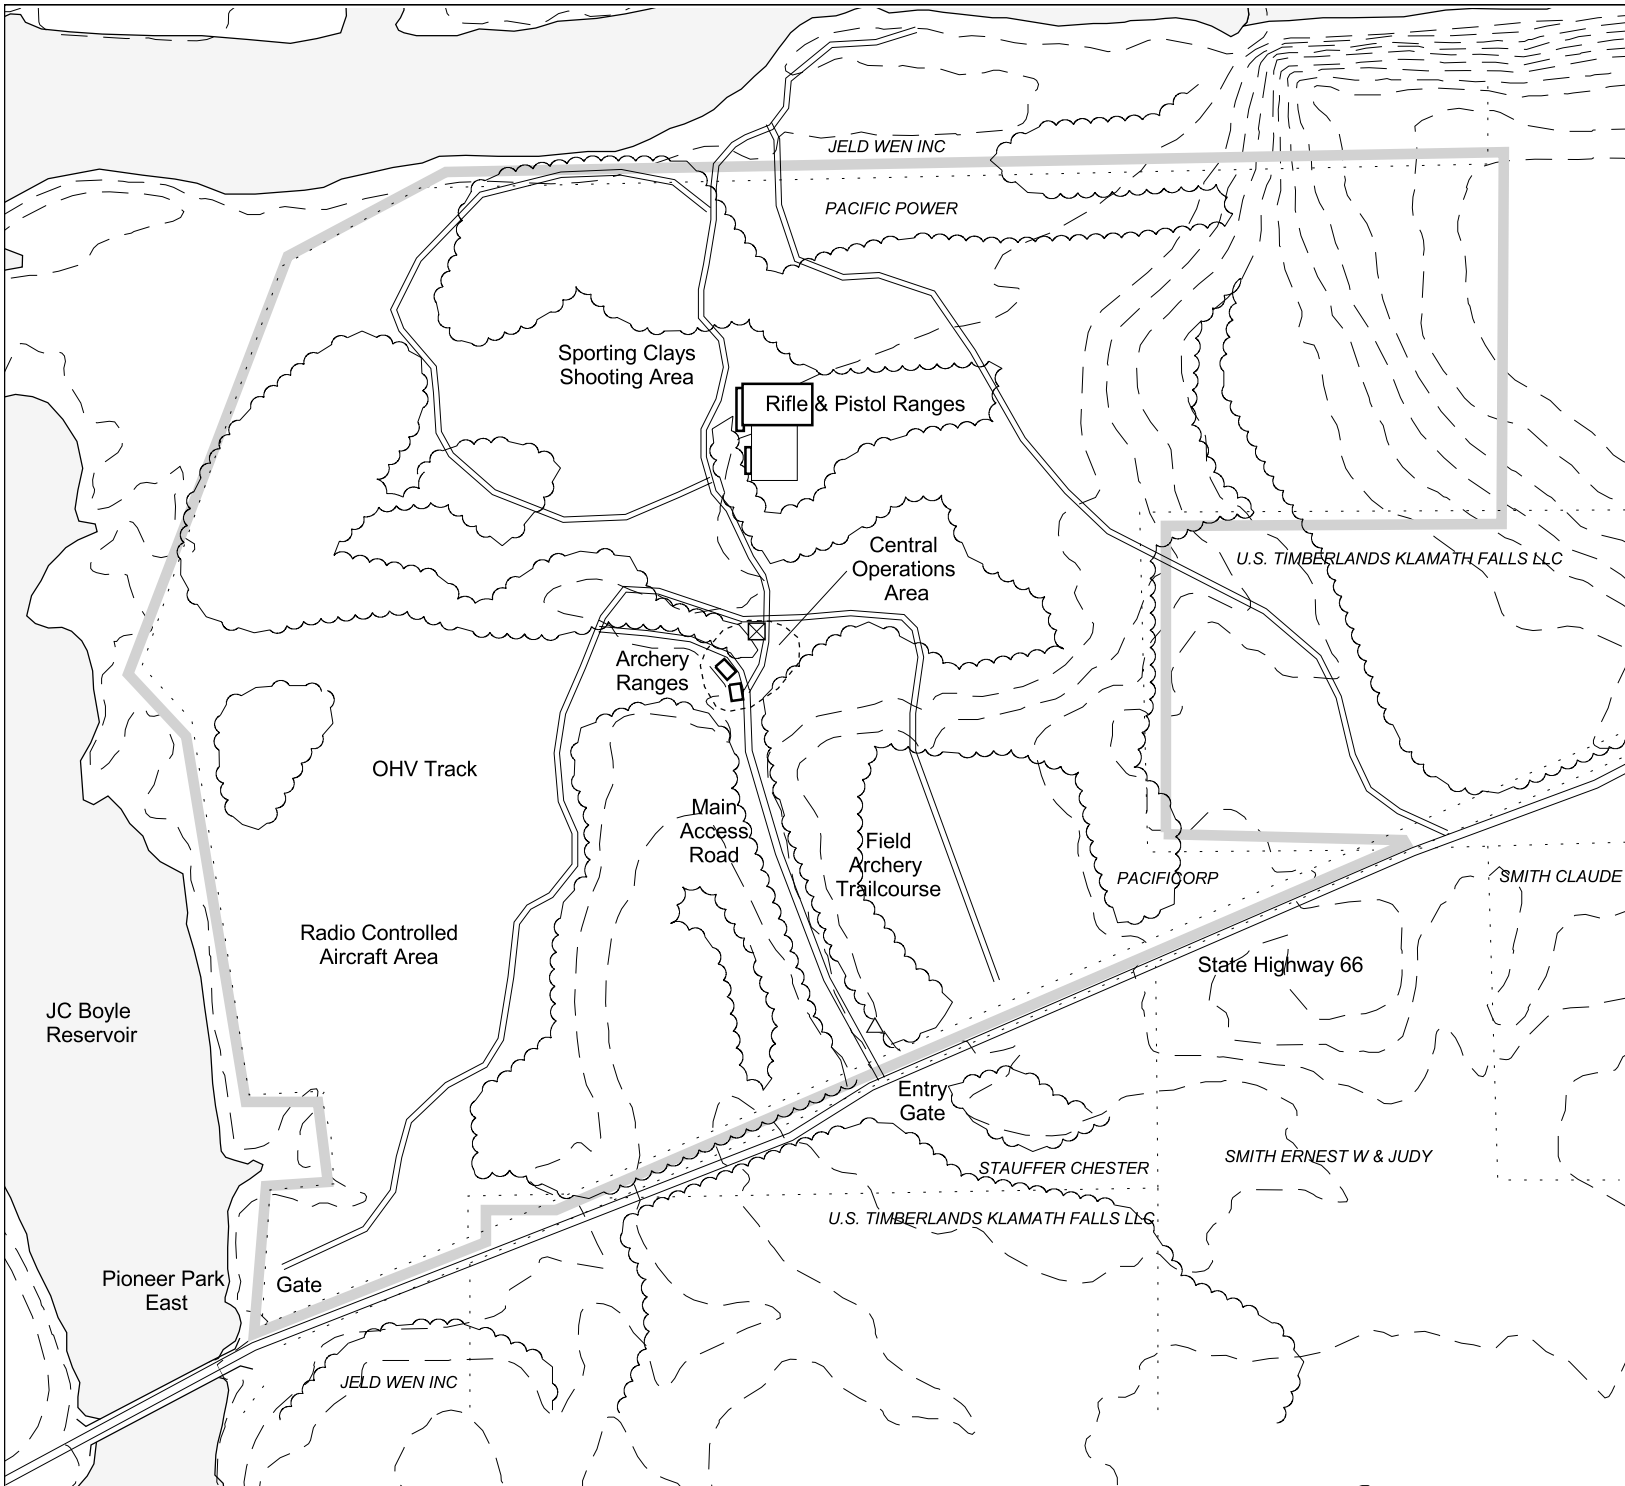 JELD WEN INC
PACIFIC POWER
Sporting Clays
Shooting Area
Rifle & Pistol Ranges
Central
Operations
Area
U.S. TIMBERLANDS KLAMATH FALLS LLC
Archery
Ranges
OHV Track
Main
Access
Road
Field
Archery
Trailcourse
PACIFICORP
SMITH CLAUDE
Radio Controlled
Aircraft Area
State Highway 66
JC Boyle
Reservoir
Entry
Gate
STAUFFER CHESTER
SMITH ERNEST W & JUDY
U.S. TIMBERLANDS KLAMATH FALLS LLC
Pioneer Park
East
Gate
JELD WEN INC